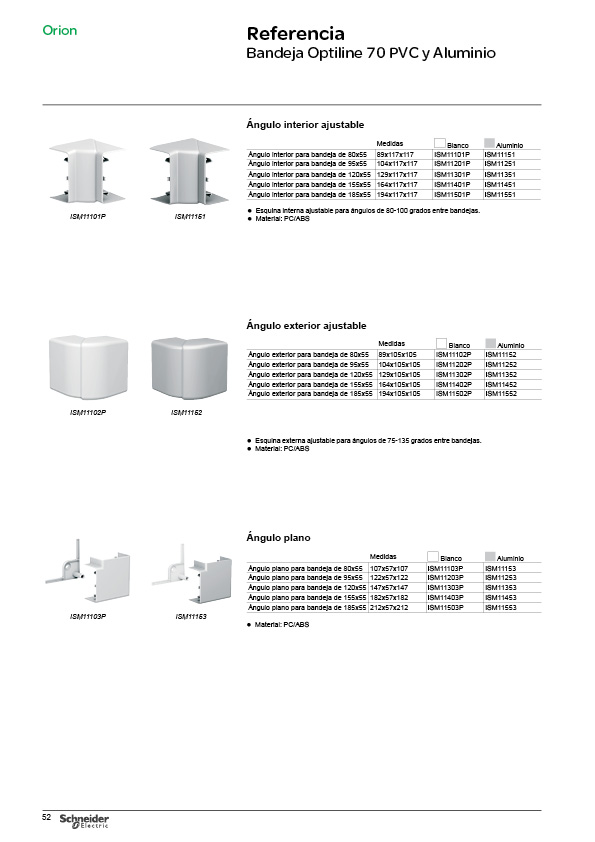 Orion
Referencia
Bandeja Optiline 70 PVC y Aluminio
Ángulo interior ajustable
Medidas Blanco Aluminio
Ángulo interior para bandeja de 80x55 89x117x117 ISM11101P ISM11151
Ángulo interior para bandeja de 95x55 104x117x117 ISM11201P ISM11251
Ángulo interior para bandeja de 120x55 129x117x117 ISM11301P ISM11351
Ángulo interior para bandeja de 155x55 164x117x117 ISM11401P ISM11451
Ángulo interior para bandeja de 185x55 194x117x117 ISM11501P ISM11551
ISM11101P ISM11151
● Esquina interna ajustable para ángulos de 80-100 grados entre bandejas.
● Material: PC/ABS
Ángulo exterior ajustable
Medidas Blanco Aluminio
Ángulo exterior para bandeja de 80x55 89x105x105 ISM11102P ISM11152
Ángulo exterior para bandeja de 95x55 104x105x105 ISM11202P ISM11252
Ángulo exterior para bandeja de 120x55 129x105x105 ISM11302P ISM11352
Ángulo exterior para bandeja de 155x55 164x105x105 ISM11402P ISM11452
Ángulo exterior para bandeja de 185x55 194x105x105 ISM11502P ISM11552
ISM11102P ISM11152
● Esquina externa ajustable para ángulos de 75-135 grados entre bandejas.
● Material: PC/ABS
Ángulo plano
Medidas Blanco Aluminio
Ángulo plano para bandeja de 80x55 107x57x107 ISM11103P ISM11153
Ángulo plano para bandeja de 95x55 122x57x122 ISM11203P ISM11253
Ángulo plano para bandeja de 120x55 147x57x147 ISM11303P ISM11353
Ángulo plano para bandeja de 155x55 182x57x182 ISM11403P ISM11453
Ángulo plano para bandeja de 185x55 212x57x212 ISM11503P ISM11553
ISM11103P ISM11153
● Material: PC/ABS
52 Schneider Electric